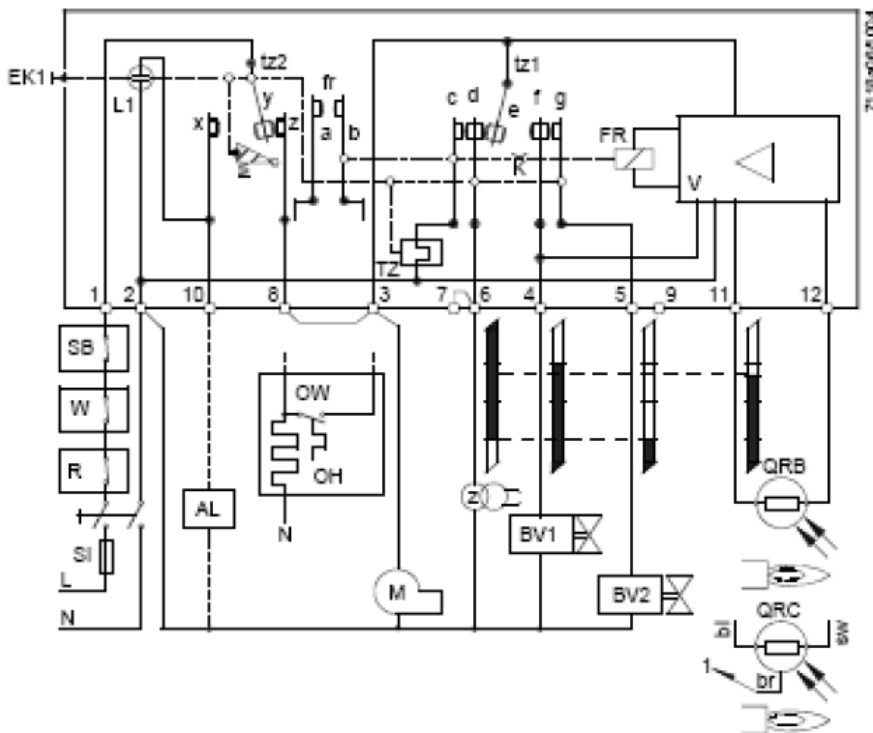 EK1
L1
tz2
fr
y
x
z
a
b
M
tz1
c
d
e
f
g
K
FR
V
TZ
1
2
10
8
3
7
6
4
5
9
11
12
SB
W
R
SI
L
N
AL
OW
OH
N
M
Z
BV1
BV2
QRB
QRC
bl
sw
br
1